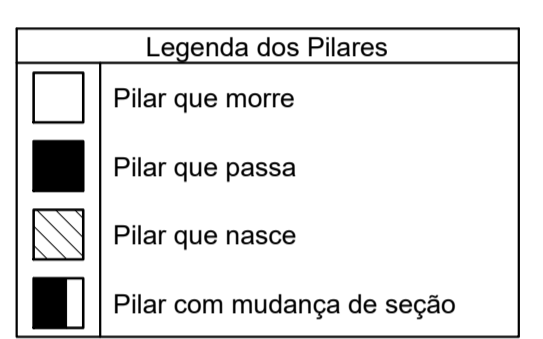 Legenda dos Pilares
Pilar que morre
Pilar que passa
Pilar que nasce
Pilar com mudança de seção